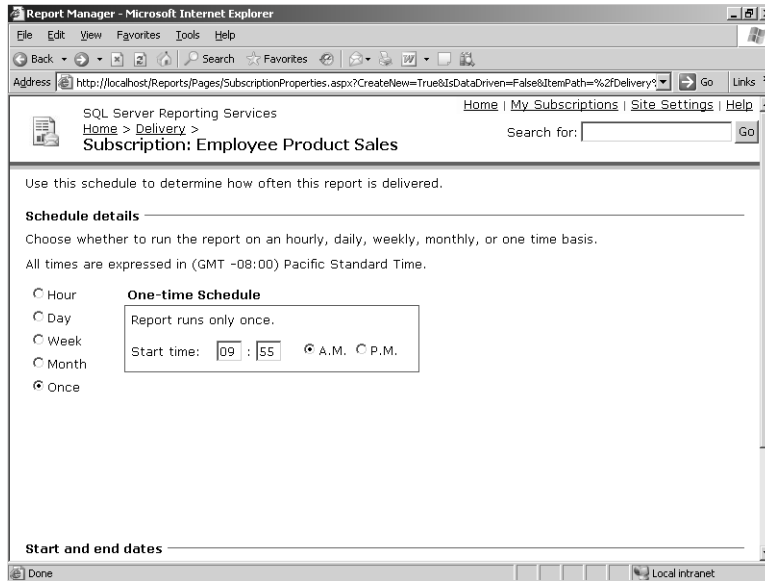 Report Manager - Microsoft Internet Explorer
File Edit View Favorites Tools Help
Back Search Favorites
Address http://localhost/Reports/Pages/SubscriptionProperties.aspx?CreateNew=True&IsDataDriven=False&ItemPath=%2fDelivery% Go Links
Home | My Subscriptions | Site Settings | Help
SQL Server Reporting Services
Home > Delivery >
Search for: Go
Subscription: Employee Product Sales
Use this schedule to determine how often this report is delivered.
Schedule details
Choose whether to run the report on an hourly, daily, weekly, monthly, or one time basis.
All times are expressed in (GMT -08:00) Pacific Standard Time.
Hour
Day
Week
Month
Once
One-time Schedule
Report runs only once.
Start time: 09 : 55 A.M. P.M.
Start and end dates
Done Local intranet